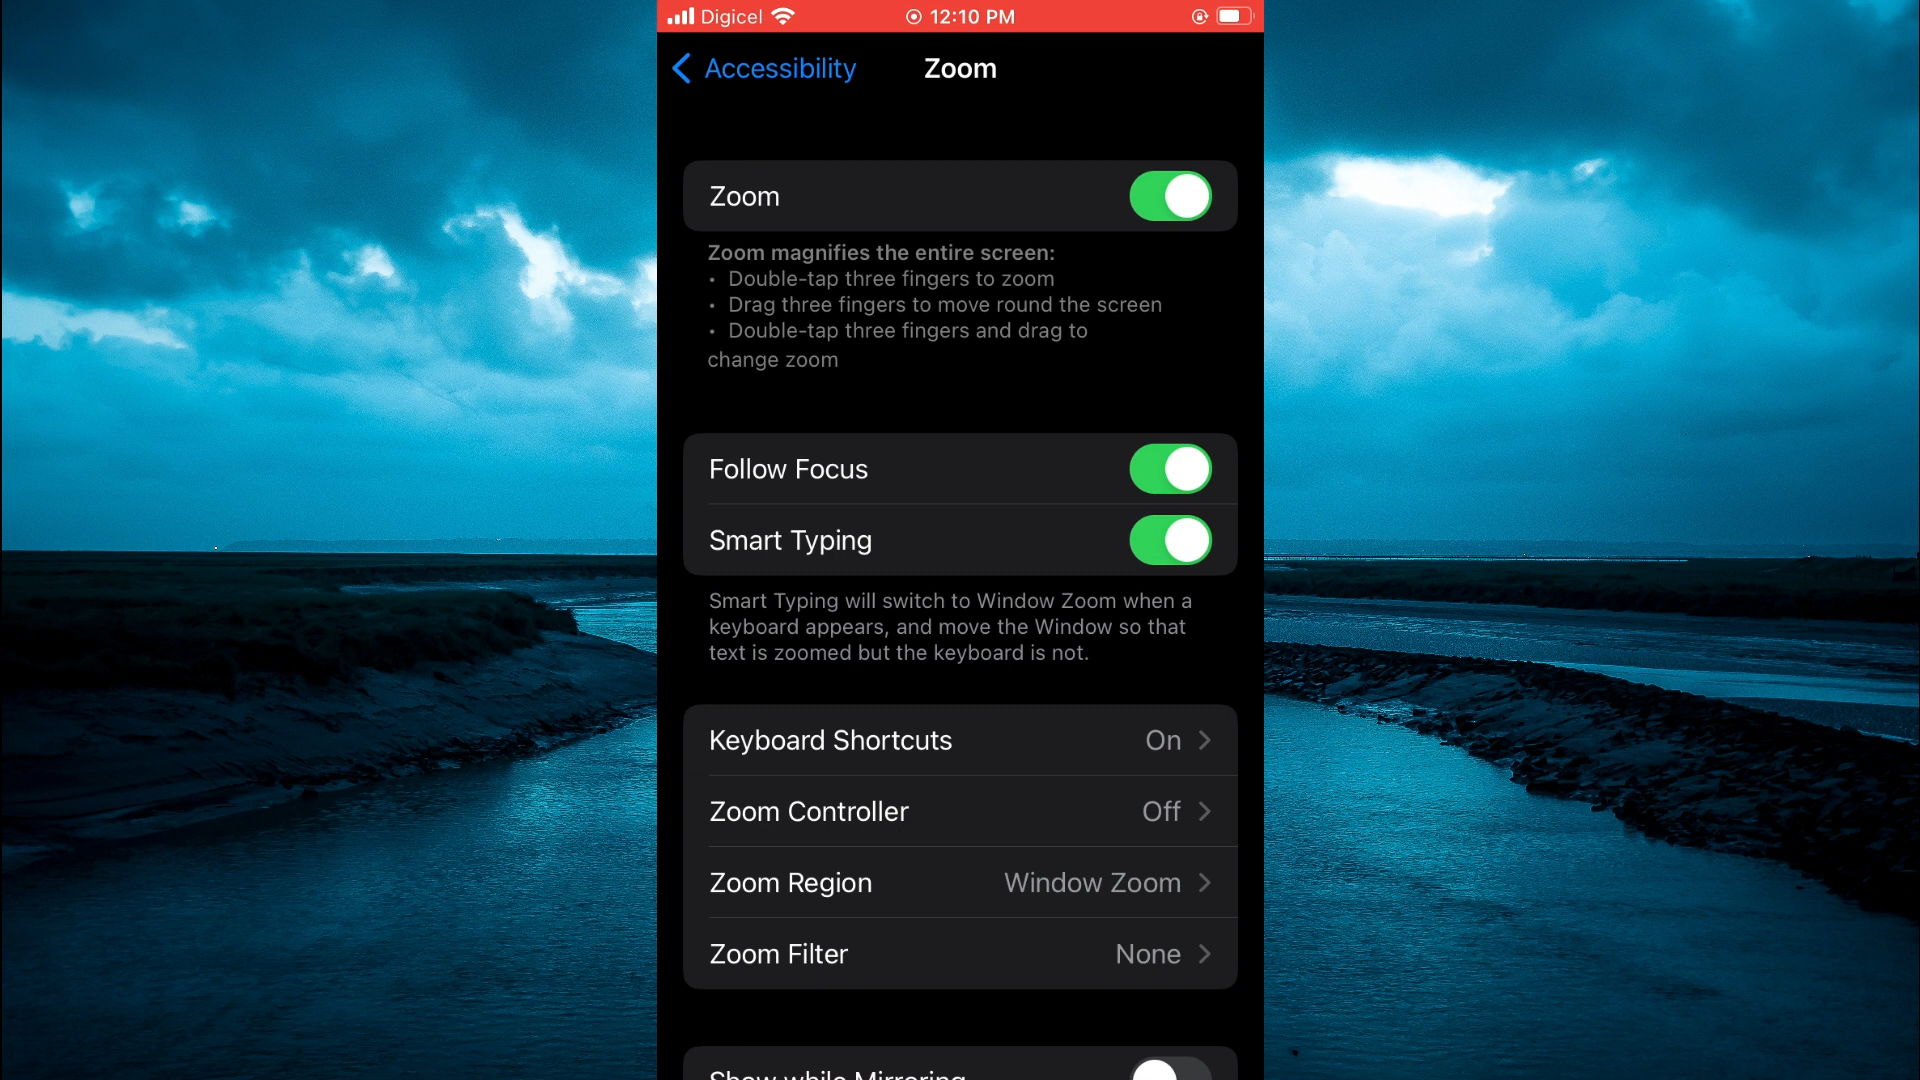 Digicel 12:10 PM
Accessibility Zoom
Zoom
Zoom magnifies the entire screen:
• Double-tap three fingers to zoom
• Drag three fingers to move round the screen
• Double-tap three fingers and drag to
change zoom
Follow Focus
Smart Typing
Smart Typing will switch to Window Zoom when a
keyboard appears, and move the Window so that
text is zoomed but the keyboard is not.
Keyboard Shortcuts On
Zoom Controller Off
Zoom Region Window Zoom
Zoom Filter None
Show while Mirroring